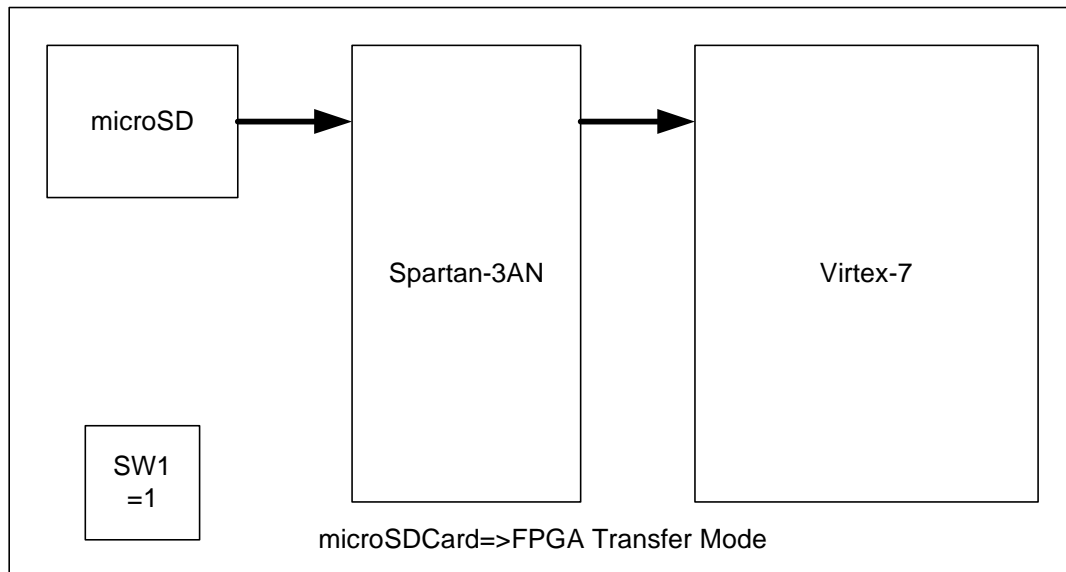 microSD
Spartan-3AN
Virtex-7
SW1
=1
microSDCard=>FPGA Transfer Mode